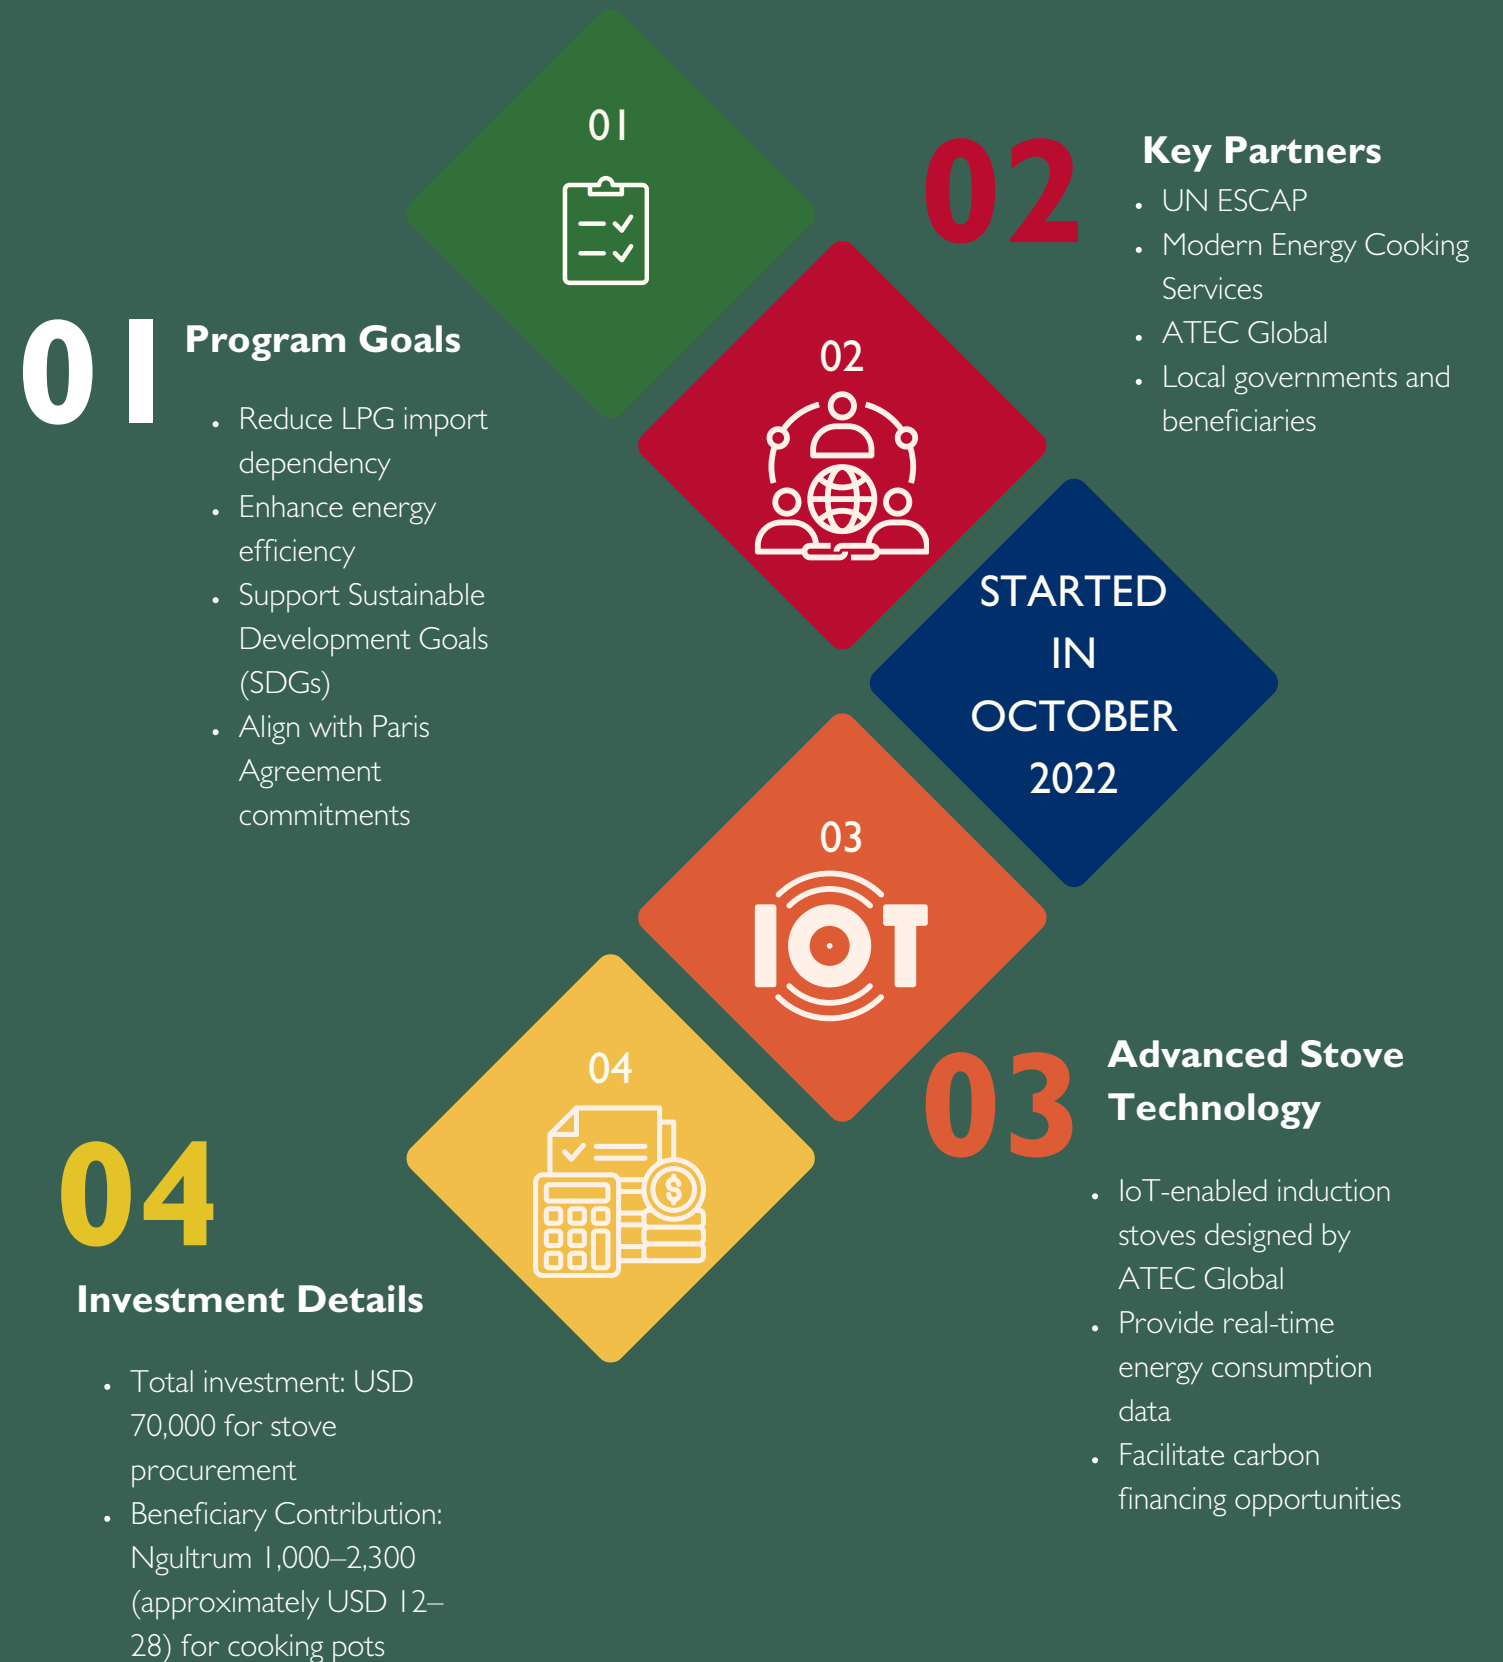 01
02
Key Partners
• UN ESCAP
• Modern Energy Cooking
Services
• ATEC Global
• Local governments and
beneficiaries
01
Program Goals
• Reduce LPG import
dependency
• Enhance energy
efficiency
• Support Sustainable
Development Goals
(SDGs)
• Align with Paris
Agreement
commitments
02
STARTED
IN
OCTOBER
2022
03
IOT
03
Advanced Stove
Technology
• IoT-enabled induction
stoves designed by
ATEC Global
• Provide real-time
energy consumption
data
• Facilitate carbon
financing opportunities
04
$
04
Investment Details
• Total investment: USD
70,000 for stove
procurement
• Beneficiary Contribution:
Ngultrum 1,000–2,300
(approximately USD 12–
28) for cooking pots